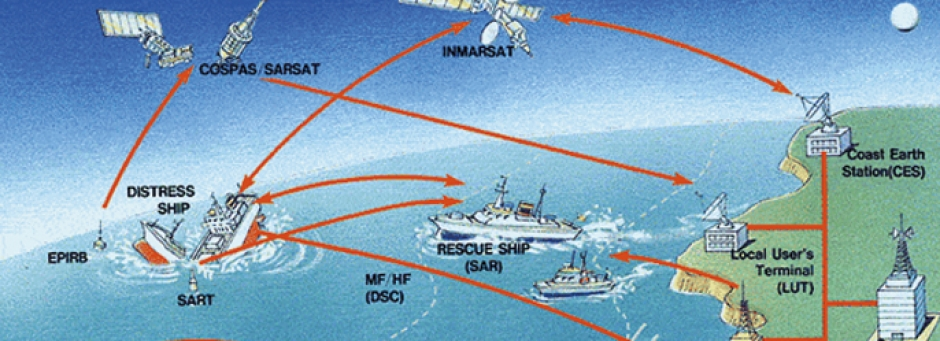 COSPAS/SARSAT
INMARSAT
Coast Earth
Station(CES)
DISTRESS
SHIP
EPIRB
SART
RESCUE SHIP
(SAR)
MF/HF
(DSC)
Local User's
Terminal
(LUT)